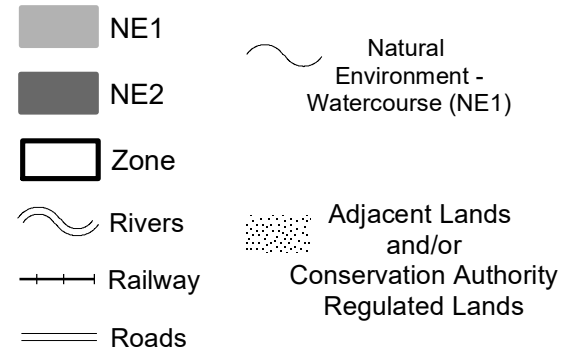 NE1
NE2
Zone
Rivers
Railway
Roads
Natural
Environment -
Watercourse (NE1)
Adjacent Lands
and/or
Conservation Authority
Regulated Lands